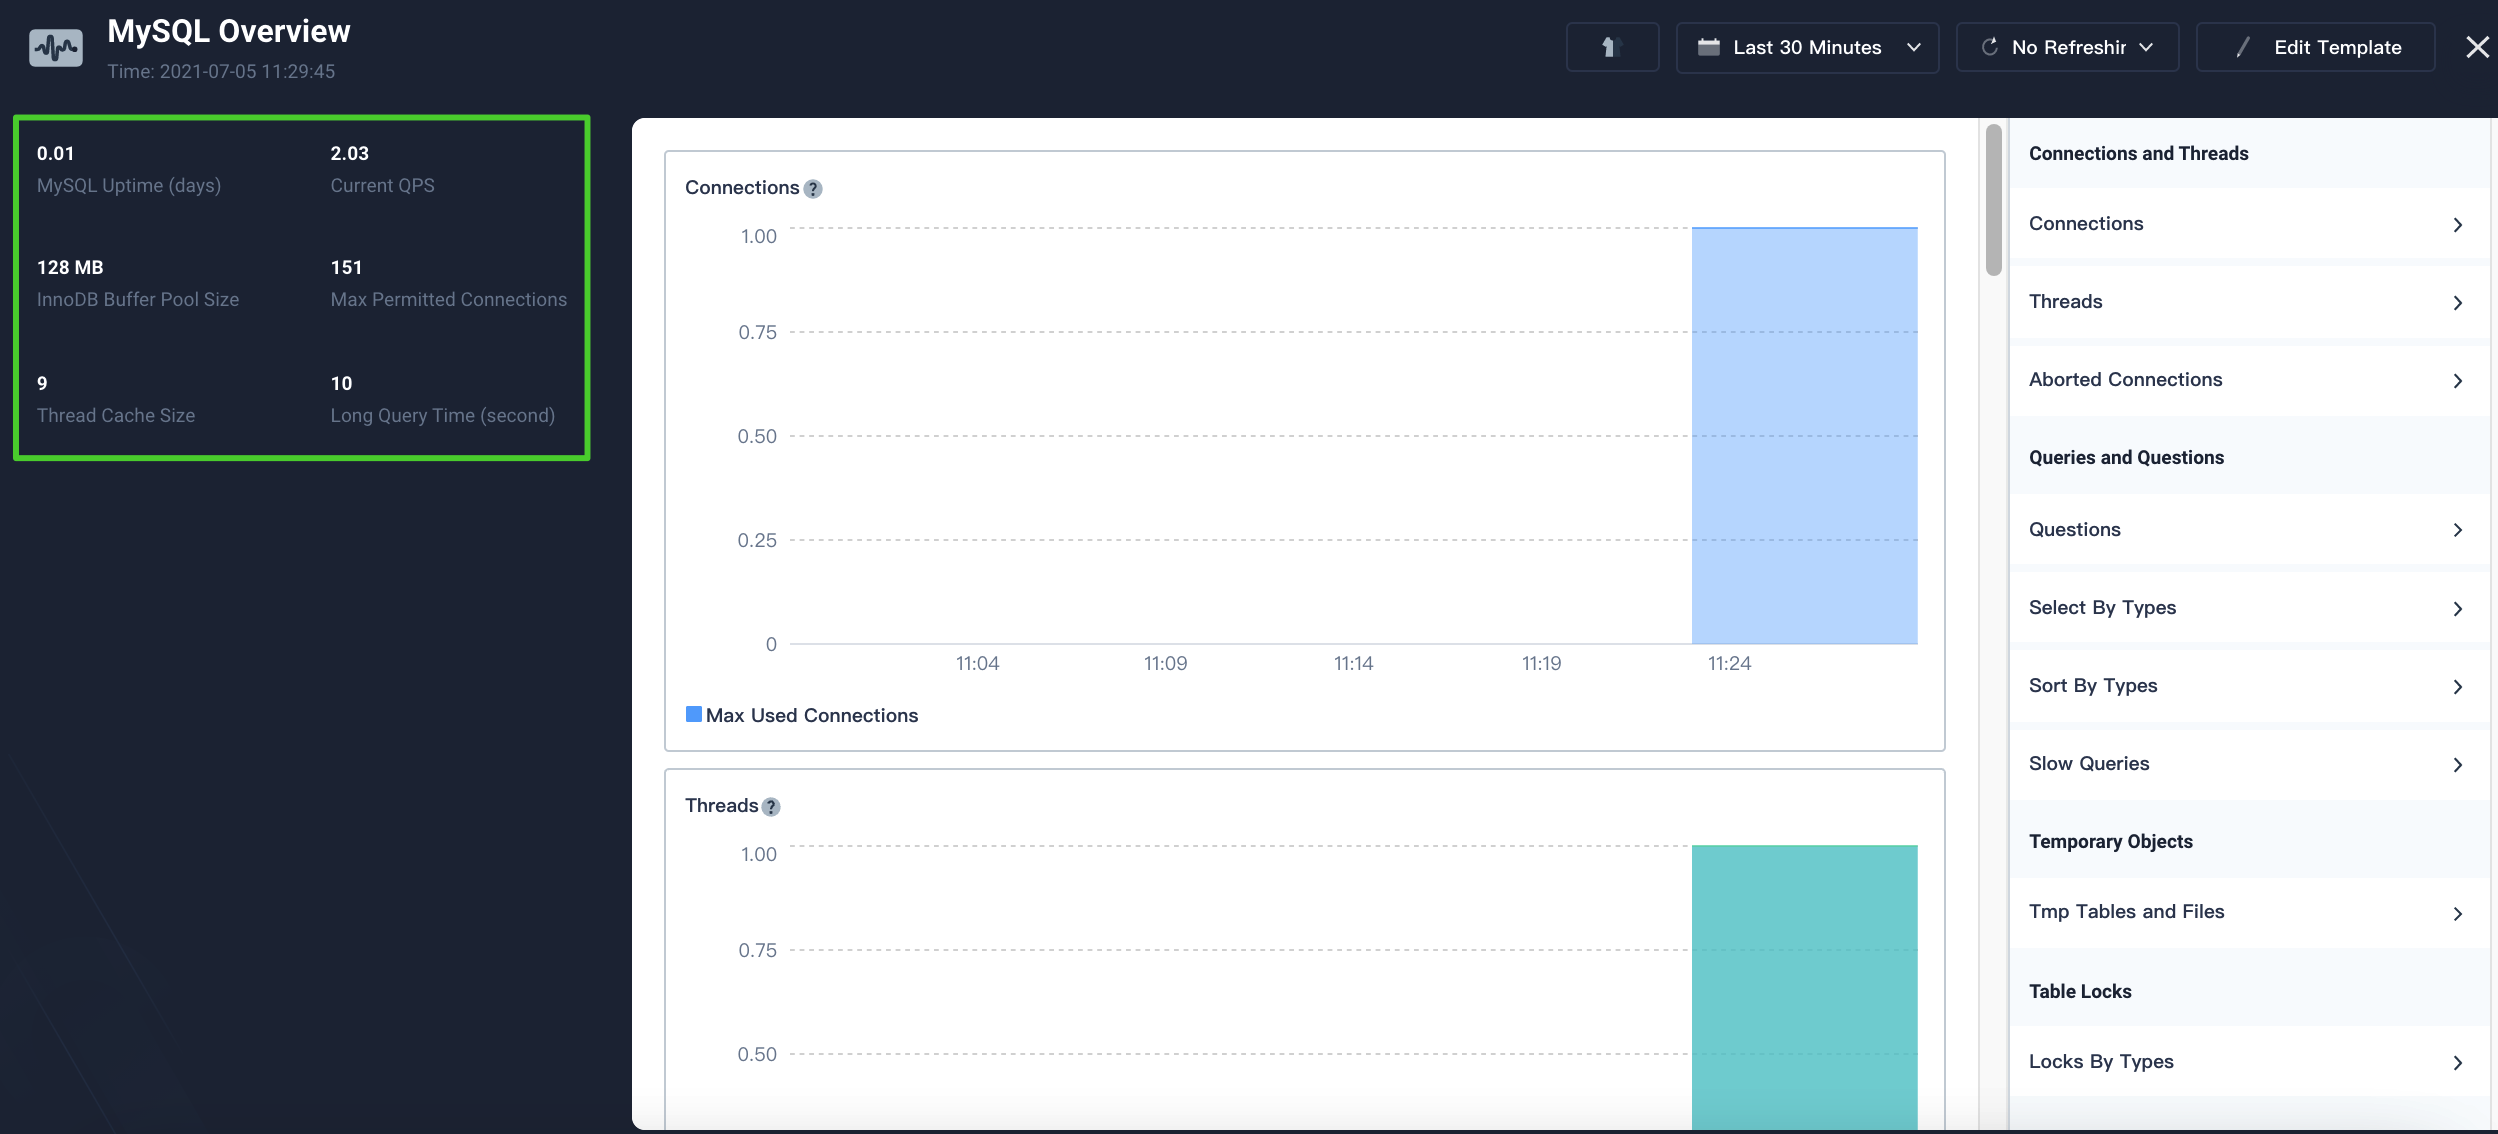 MySQL Overview
Time: 2021-07-05 11:29:45
Last 30 Minutes
No Refreshir
Edit Template
0.01
MySQL Uptime (days)
2.03
Current QPS
128 MB
InnoDB Buffer Pool Size
151
Max Permitted Connections
9
Thread Cache Size
10
Long Query Time (second)
Connections ?
1.00
0.75
0.50
0.25
0
11:04 11:09 11:14 11:19 11:24
Max Used Connections
Threads ?
1.00
0.75
0.50
Connections and Threads
Connections
Threads
Aborted Connections
Queries and Questions
Questions
Select By Types
Sort By Types
Slow Queries
Temporary Objects
Tmp Tables and Files
Table Locks
Locks By Types